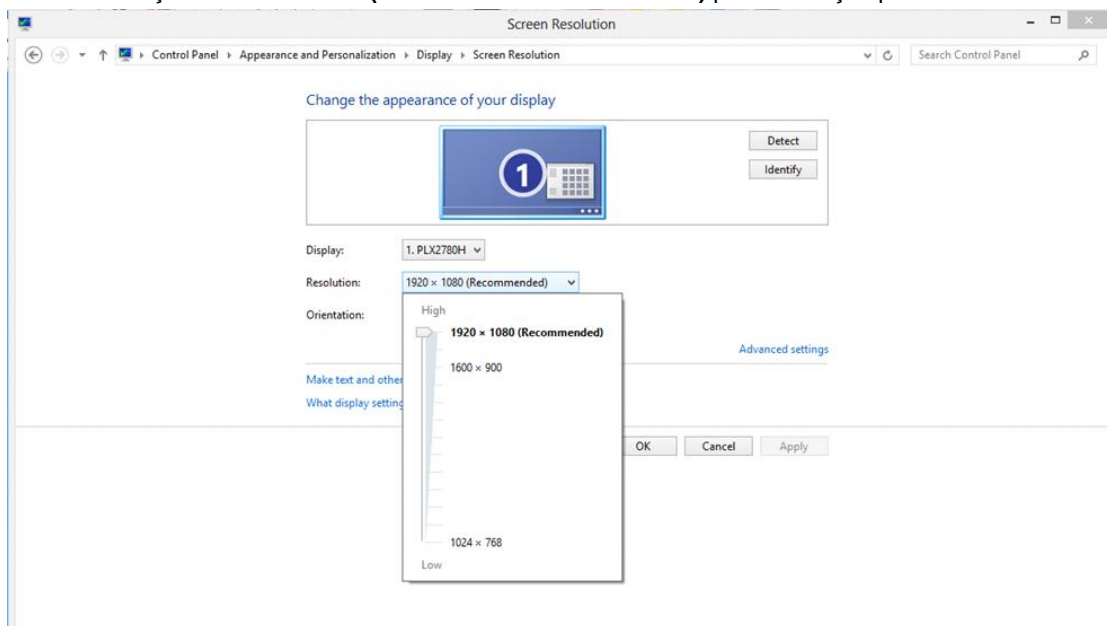 Screen Resolution
Control Panel ▸ Appearance and Personalization ▸ Display ▸ Screen Resolution
Search Control Panel
Change the appearance of your display
1
Detect
Identify
Display: 1. PLX2780H
Resolution: 1920 × 1080 (Recommended)
Orientation:
High
1920 × 1080 (Recommended)
1600 × 900
1024 × 768
Low
Advanced settings
Make text and other
What display setting
OK Cancel Apply